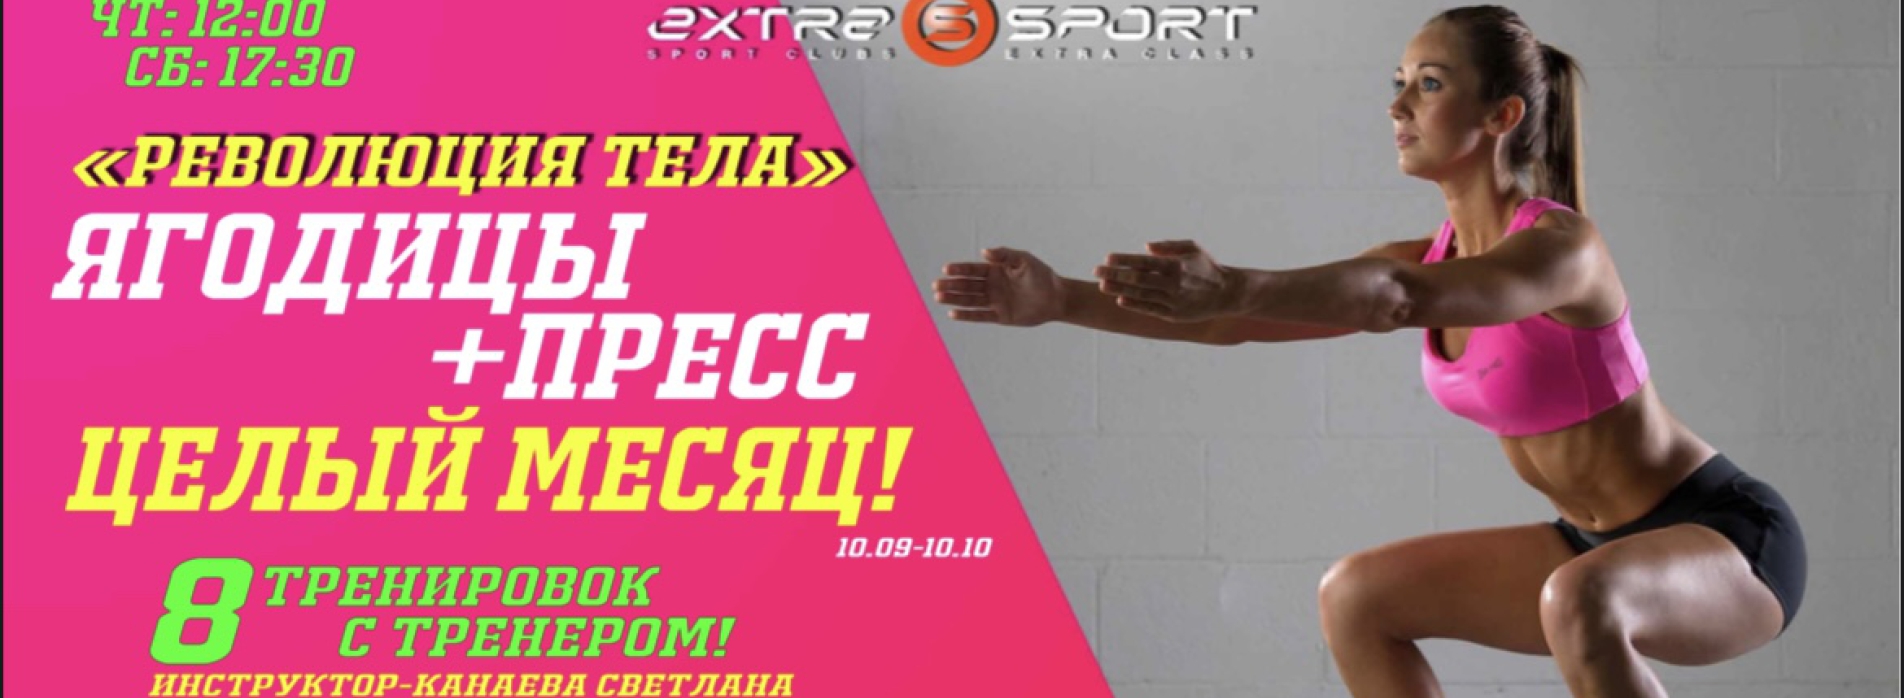 ЧТ: 12:00
СБ: 17:30
EXTRA S SPORT
SPORT CLUBS EXTRA CLASS
«РЕВОЛЮЦИЯ ТЕЛА»
ЯГОДИЦЫ
+ПРЕСС
ЦЕЛЫЙ МЕСЯЦ!
10.09-10.10
8 ТРЕНИРОВОК
С ТРЕНЕРОМ!
ИНСТРУКТОР-КАНАЕВА СВЕТЛАНА